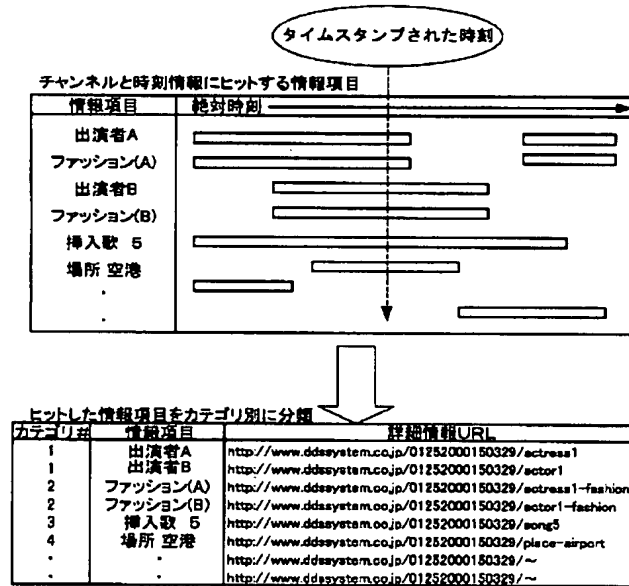 タイムスタンプされた時刻
チャンネルと時刻情報にヒットする情報項目
情報項目 絶対時刻
出演者A
ファッション(A)
出演者B
ファッション(B)
挿入歌 5
場所 空港
・
・
ヒットした情報項目をカテゴリ別に分類
カテゴリ# 情報項目 詳細情報URL
1 出演者A http://www.ddssystem.co.jp/01252000150329/actress1
1 出演者B http://www.ddssystem.co.jp/01252000150329/actor1
2 ファッション(A) http://www.ddssystem.co.jp/01252000150329/actress1-fashion
2 ファッション(B) http://www.ddssystem.co.jp/01252000150329/actor1-fashion
3 挿入歌 5 http://www.ddssystem.co.jp/01252000150329/song5
4 場所 空港 http://www.ddssystem.co.jp/01252000150329/place-airport
・ ・ http://www.ddssystem.co.jp/01252000150329/～
・ ・ http://www.ddssystem.co.jp/01252000150329/～